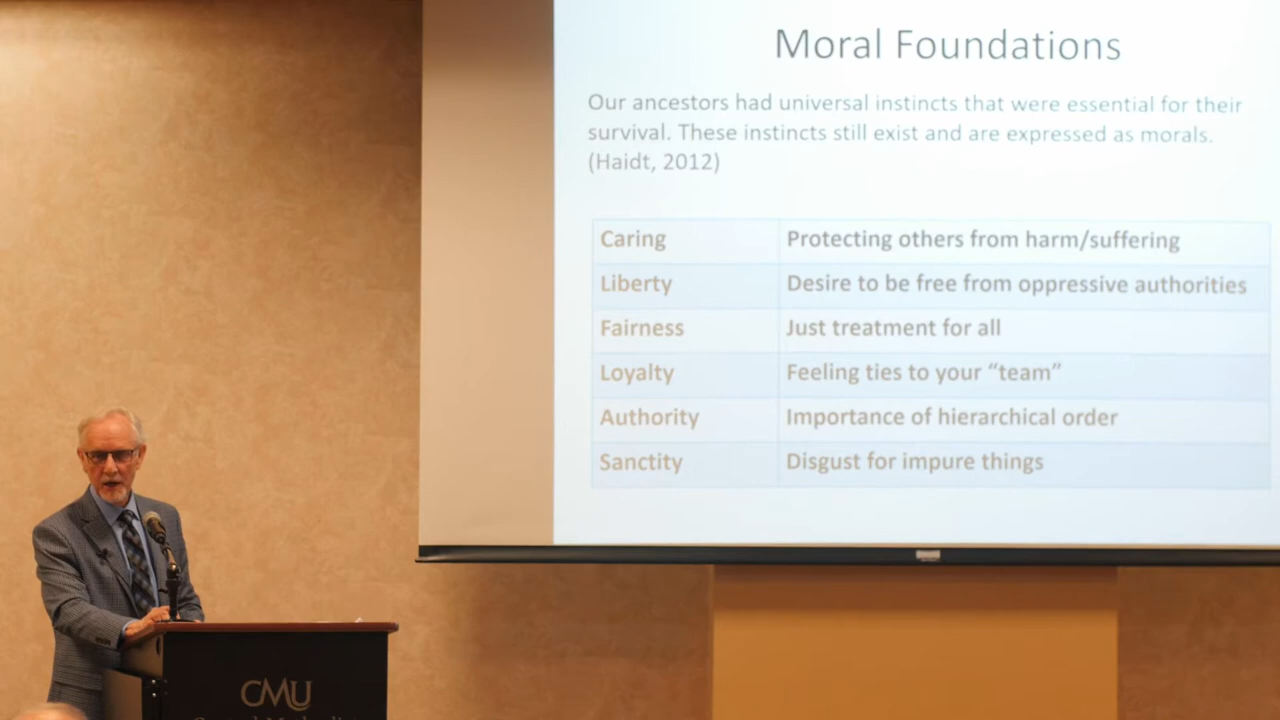 Moral Foundations
Our ancestors had universal instincts that were essential for their
survival. These instincts still exist and are expressed as morals.
(Haidt, 2012)
Caring Protecting others from harm/suffering
Liberty Desire to be free from oppressive authorities
Fairness Just treatment for all
Loyalty Feeling ties to your “team”
Authority Importance of hierarchical order
Sanctity Disgust for impure things
CMU